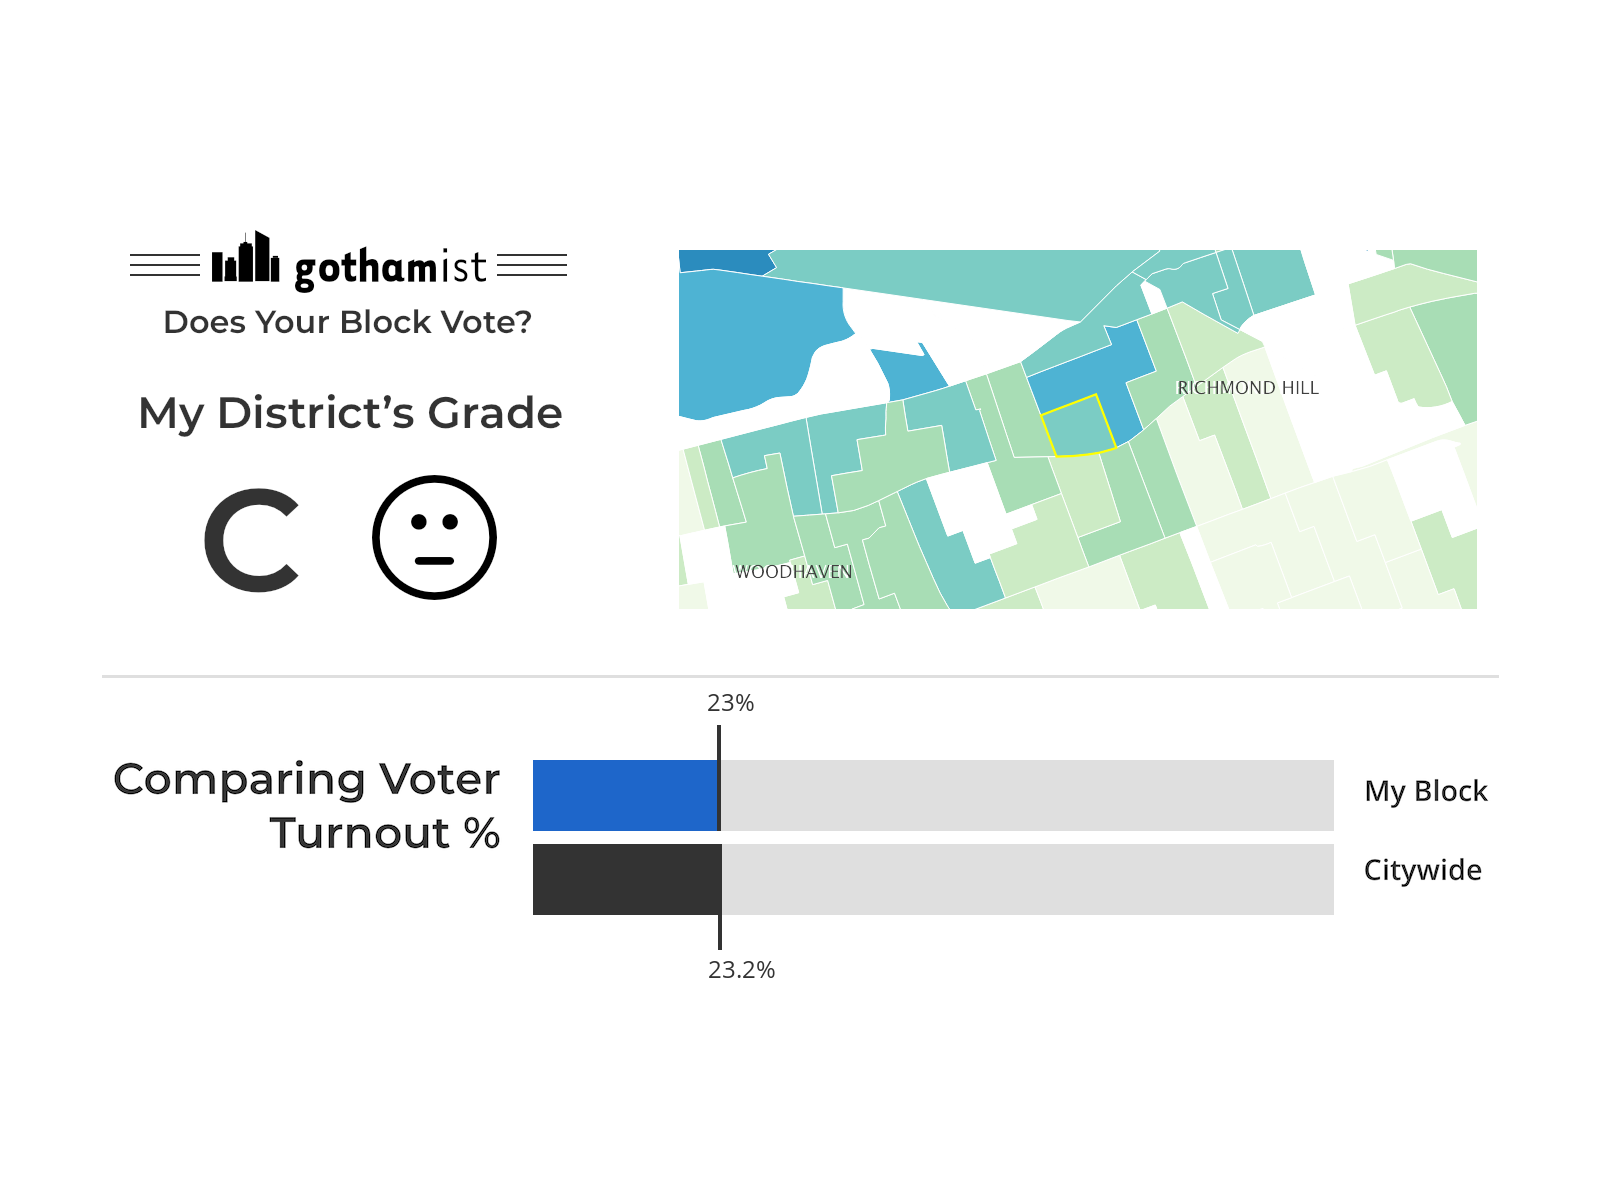 gothamist
Does Your Block Vote?
My District's Grade
C
RICHMOND HILL
WOODHAVEN
23%
Comparing Voter
Turnout %
My Block
Citywide
23.2%